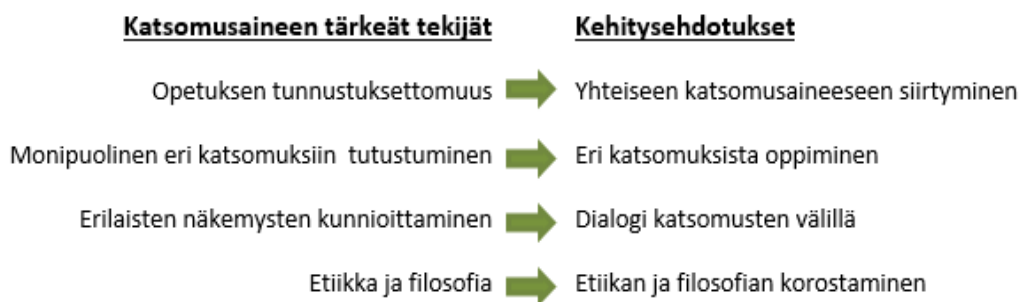 Katsomusaineen tärkeät tekijät Kehitysehdotukset
Opetuksen tunnustuksettomuus Yhteiseen katsomusaineeseen siirtyminen
Monipuolinen eri katsomuksiin tutustuminen Eri katsomuksista oppiminen
Erilaisten näkemysten kunnioittaminen Dialogi katsomusten välillä
Etiikka ja filosofia Etiikan ja filosofian korostaminen